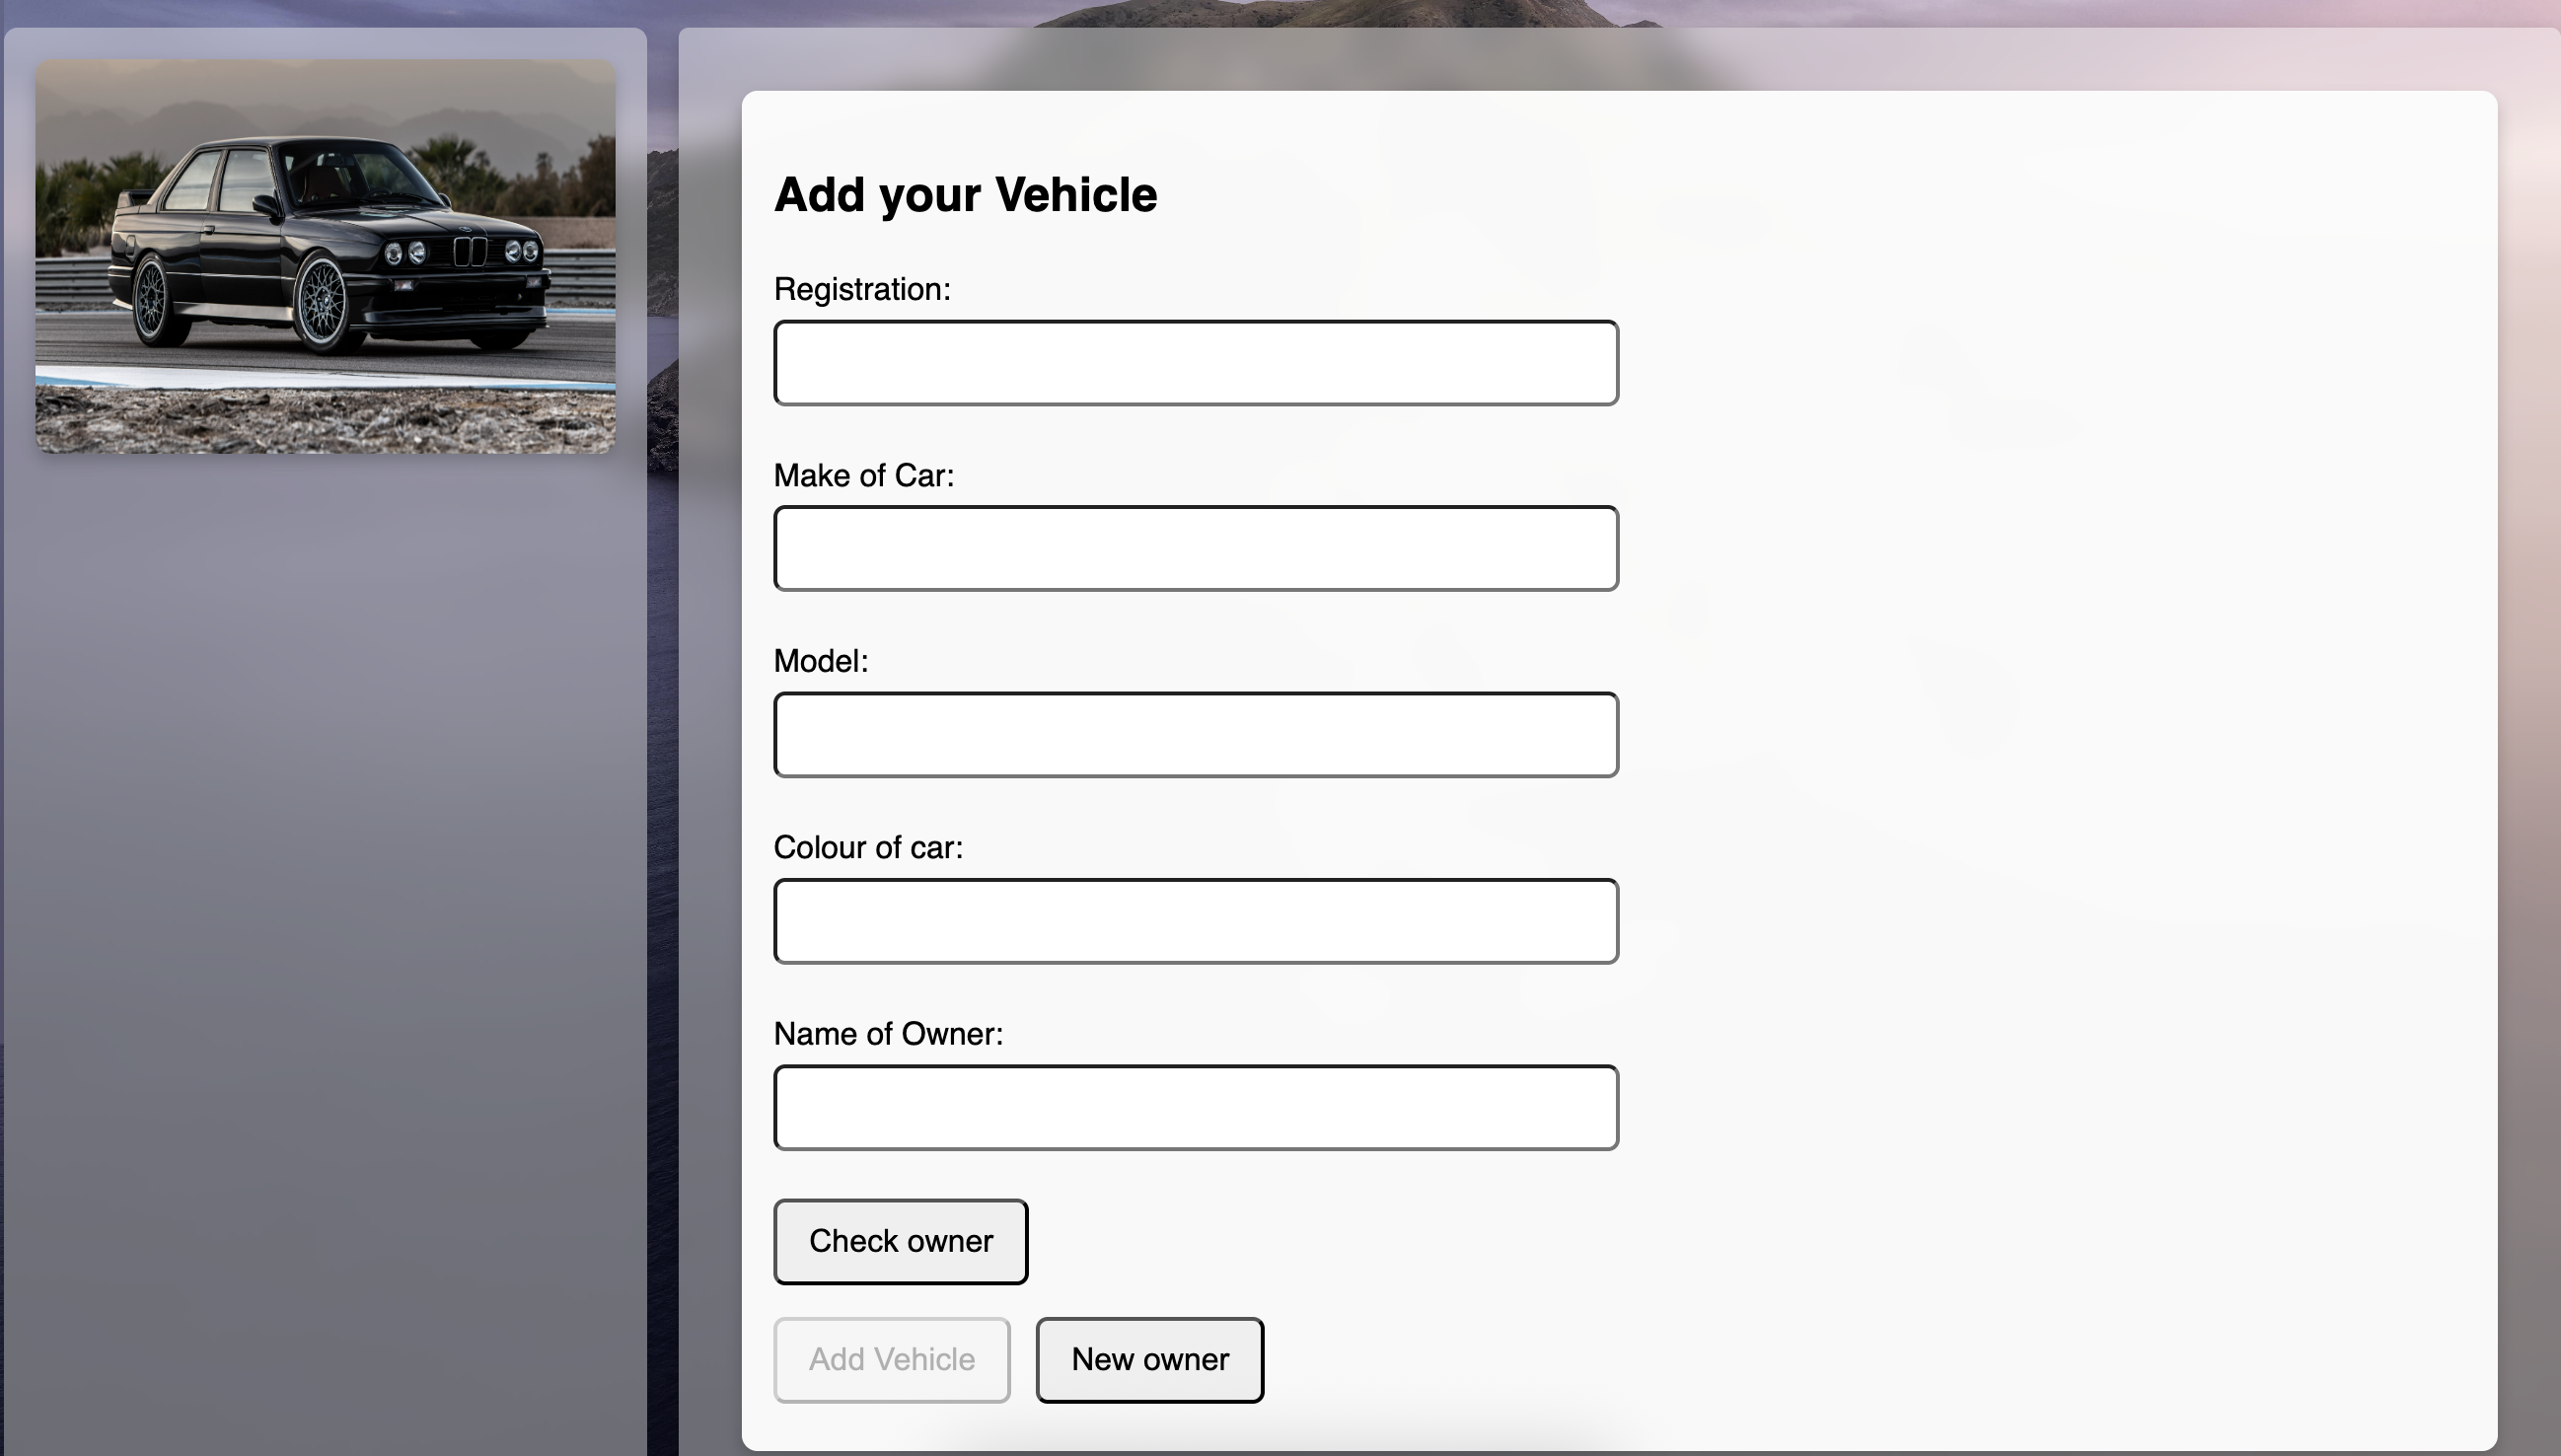 Add your Vehicle
Registration:
Make of Car:
Model:
Colour of car:
Name of Owner:
Check owner
Add Vehicle
New owner